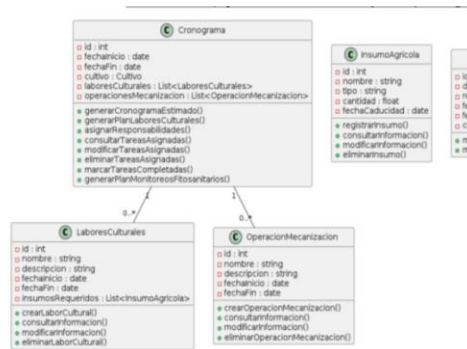 C Cronograma
id : int
fechaInicio : date
fechaFin : date
cultivo : Cultivo
laboresCulturales : List<LaboresCulturales>
operacionesMecanizacion : List<OperacionMecanizacion>
generarCronogramaEstimado()
generarPlanLaboresCulturales()
asignarResponsabilidades()
consultarTareasAsignadas()
modificarTareasAsignadas()
eliminarTareasAsignadas()
marcarTareasCompletadas()
generarPlanMonitoreosFitosanitarios()
C InsumoAgricola
id : int
nombre : string
tipo : string
cantidad : float
fechaCaducidad : date
registrarInsumo()
consultarInformacion()
modificarInformacion()
eliminarInsumo()
1
1
0..*
0..*
C LaboresCulturales
id : int
nombre : string
descripcion : string
fechaInicio : date
fechaFin : date
insumosRequeridos : List<InsumoAgricola>
crearLaborCultural()
consultarInformacion()
modificarInformacion()
eliminarLaborCultural()
C OperacionMecanizacion
id : int
nombre : string
descripcion : string
fechaInicio : date
fechaFin : date
crearOperacionMecanizacion()
consultarInformacion()
modificarInformacion()
eliminarOperacionMecanizacion()